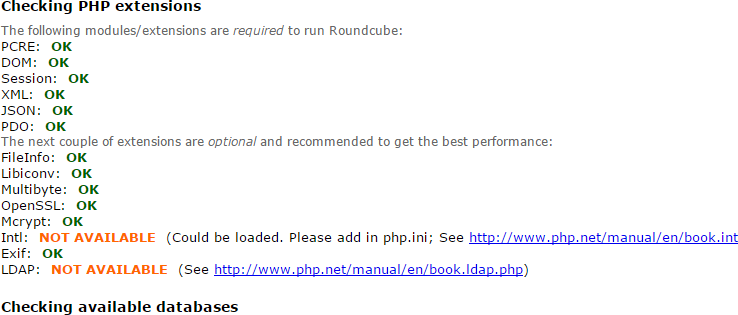 Checking PHP extensions
The following modules/extensions are required to run Roundcube:
PCRE: OK
DOM: OK
Session: OK
XML: OK
JSON: OK
PDO: OK
The next couple of extensions are optional and recommended to get the best performance:
FileInfo: OK
Libiconv: OK
Multibyte: OK
OpenSSL: OK
Mcrypt: OK
Intl: NOT AVAILABLE (Could be loaded. Please add in php.ini; See http://www.php.net/manual/en/book.int
Exif: OK
LDAP: NOT AVAILABLE (See http://www.php.net/manual/en/book.ldap.php)
Checking available databases